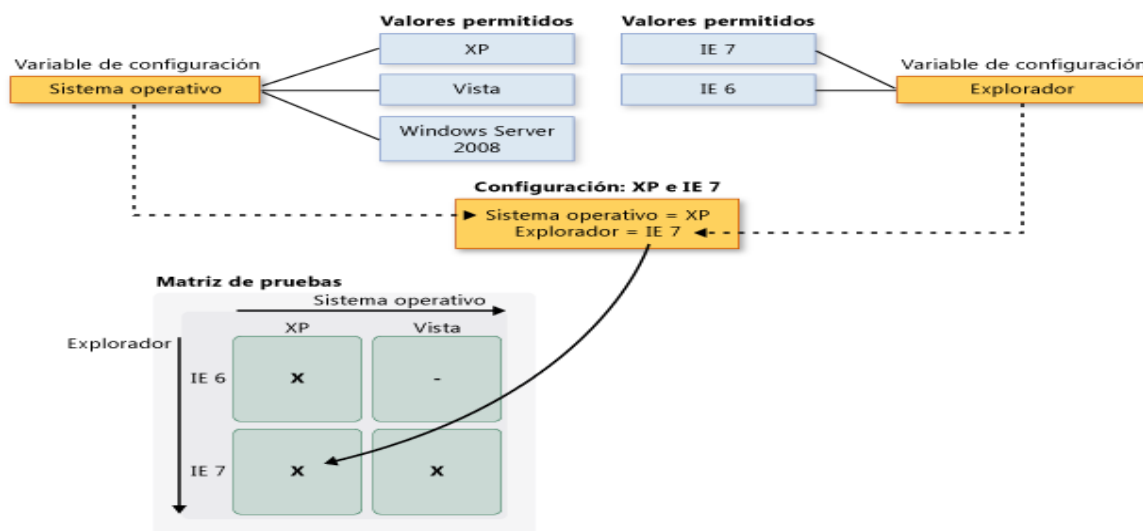 Valores permitidos
Valores permitidos
XP
IE 7
Variable de configuración
Variable de configuración
Sistema operativo
Vista
IE 6
Explorador
Windows Server
2008
Configuración: XP e IE 7
Sistema operativo = XP
Explorador = IE 7
Matriz de pruebas
Sistema operativo
XP
Vista
Explorador
IE 6
X
-
IE 7
X
X